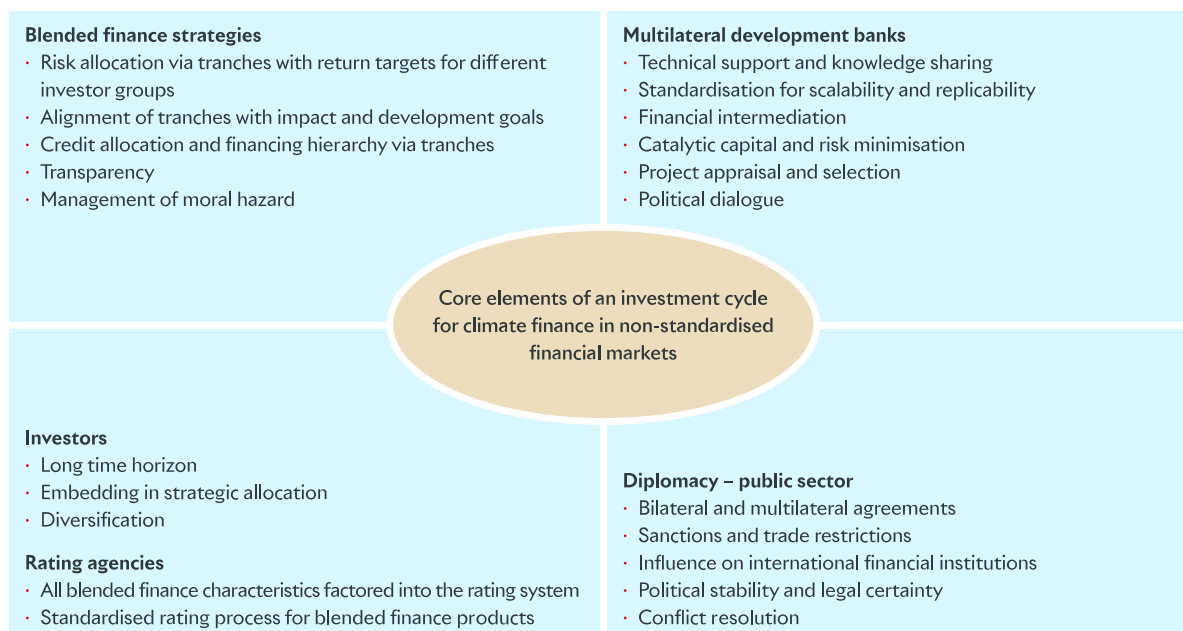 Blended finance strategies
· Risk allocation via tranches with return targets for different
investor groups
· Alignment of tranches with impact and development goals
· Credit allocation and financing hierarchy via tranches
· Transparency
· Management of moral hazard
Multilateral development banks
· Technical support and knowledge sharing
· Standardisation for scalability and replicability
· Financial intermediation
· Catalytic capital and risk minimisation
· Project appraisal and selection
· Political dialogue
Core elements of an investment cycle
for climate finance in non-standardised
financial markets
Investors
· Long time horizon
· Embedding in strategic allocation
· Diversification
Rating agencies
· All blended finance characteristics factored into the rating system
· Standardised rating process for blended finance products
Diplomacy – public sector
· Bilateral and multilateral agreements
· Sanctions and trade restrictions
· Influence on international financial institutions
· Political stability and legal certainty
· Conflict resolution